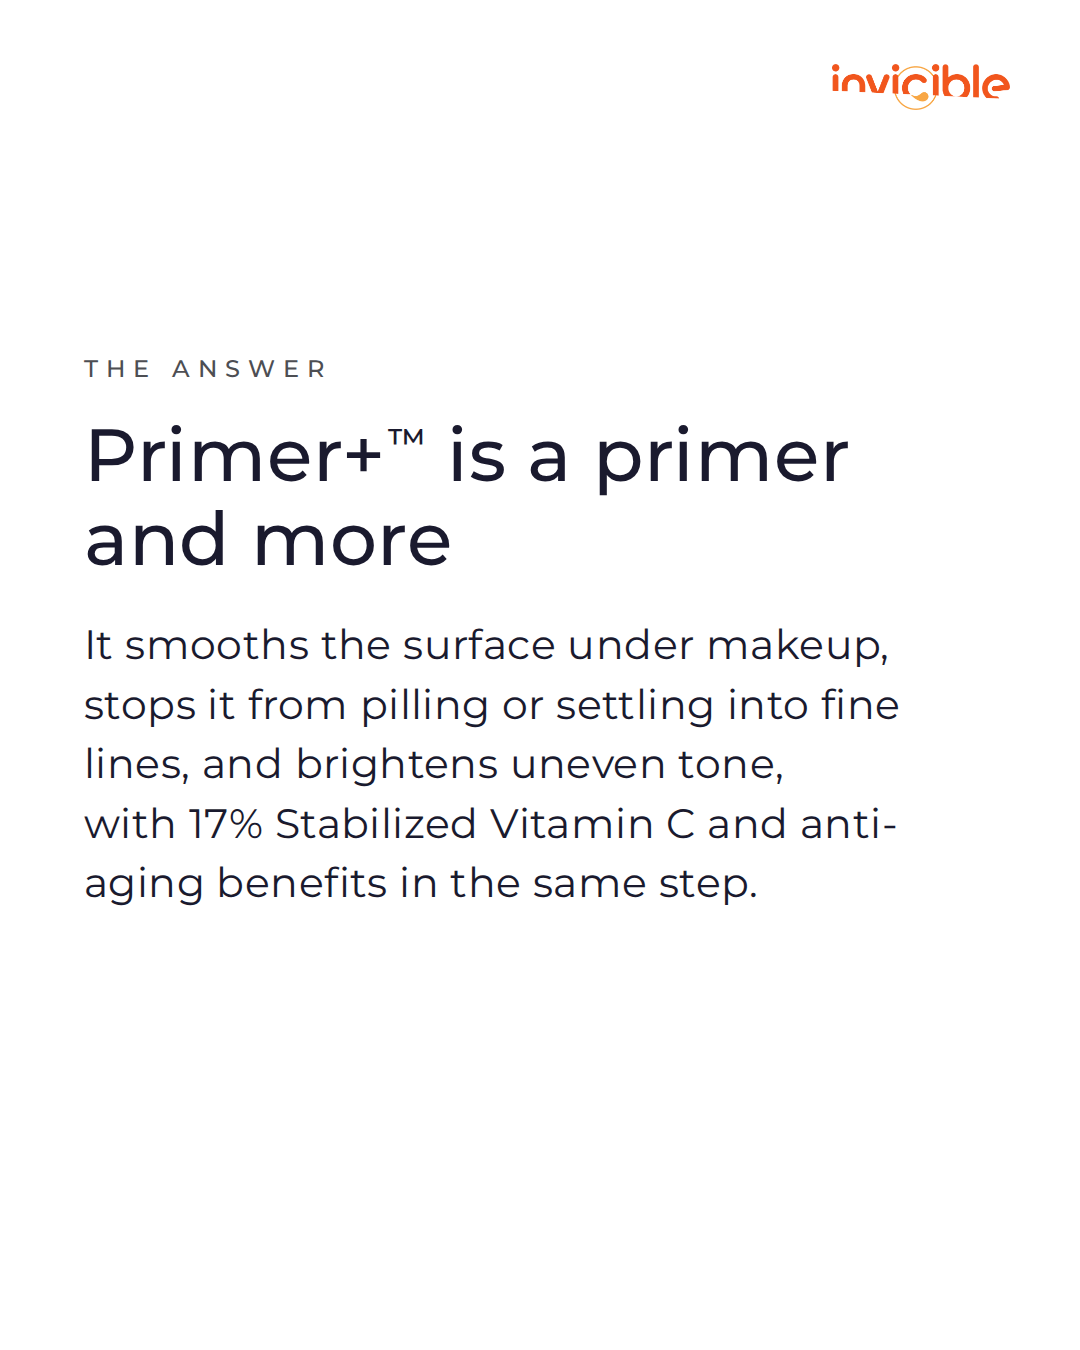 invicible
THE ANSWER
Primer+™ is a primer
and more
It smooths the surface under makeup,
stops it from pilling or settling into fine
lines, and brightens uneven tone,
with 17% Stabilized Vitamin C and anti-
aging benefits in the same step.